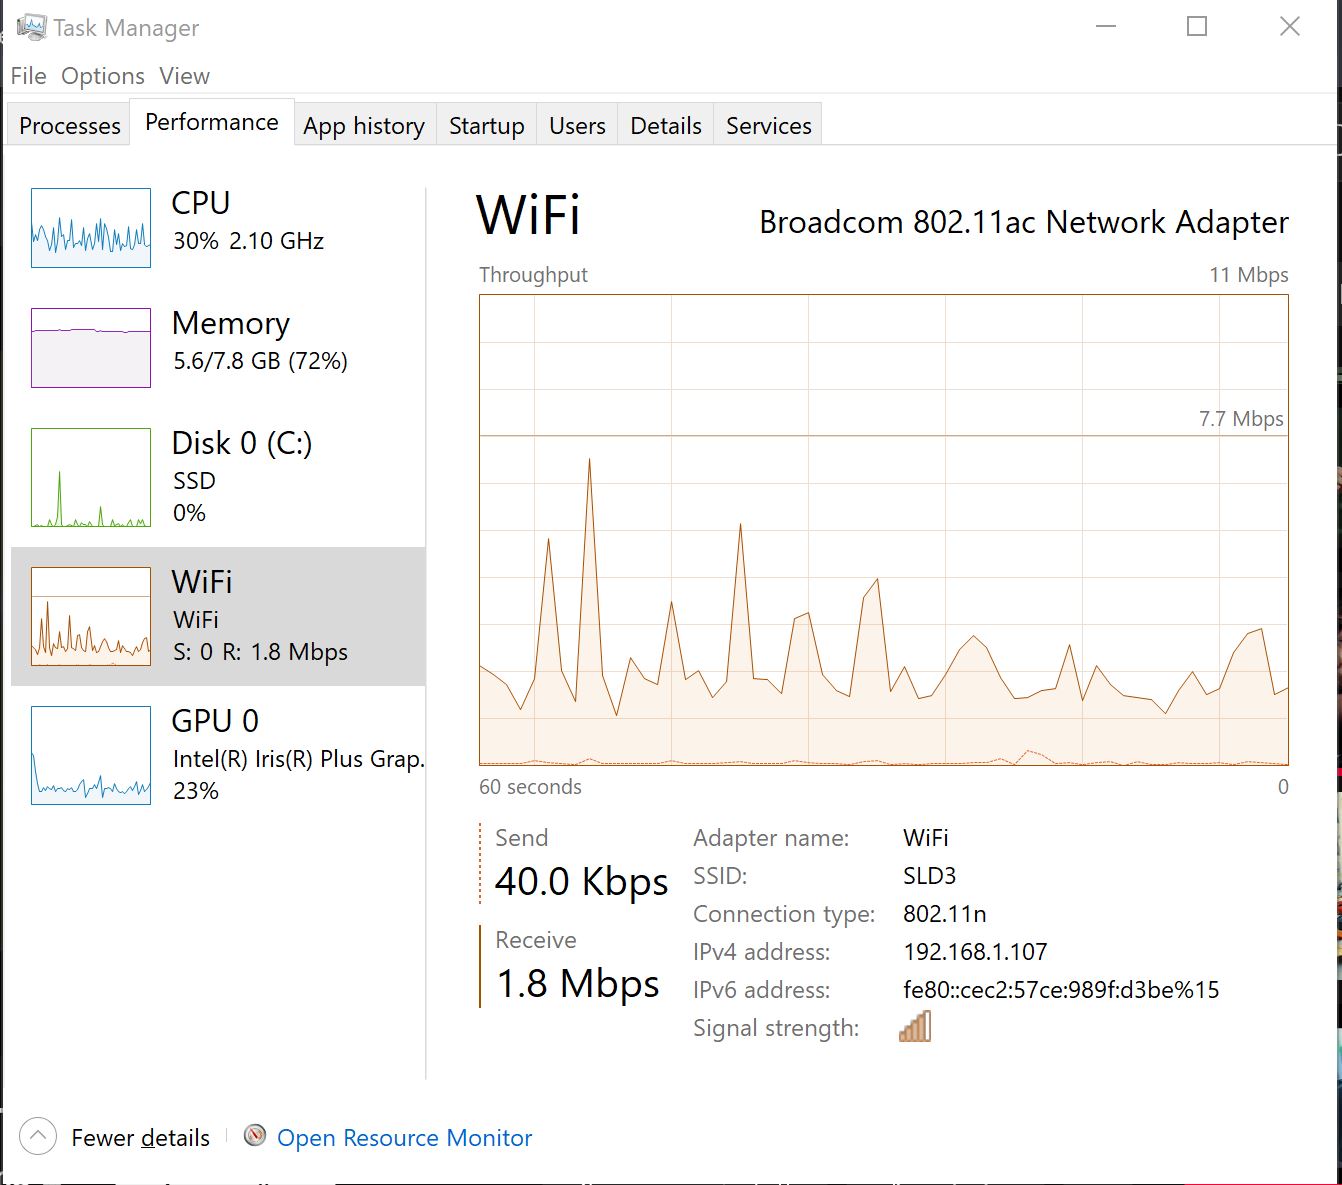 Task Manager
File Options View
Processes Performance App history Startup Users Details Services
CPU
30% 2.10 GHz
Memory
5.6/7.8 GB (72%)
Disk 0 (C:)
SSD
0%
WiFi
WiFi
S: 0 R: 1.8 Mbps
GPU 0
Intel(R) Iris(R) Plus Grap.
23%
WiFi Broadcom 802.11ac Network Adapter
Throughput 11 Mbps
7.7 Mbps
60 seconds 0
Send
40.0 Kbps
Receive
1.8 Mbps
Adapter name: WiFi
SSID: SLD3
Connection type: 802.11n
IPv4 address: 192.168.1.107
IPv6 address: fe80::cec2:57ce:989f:d3be%15
Signal strength:
Fewer details Open Resource Monitor